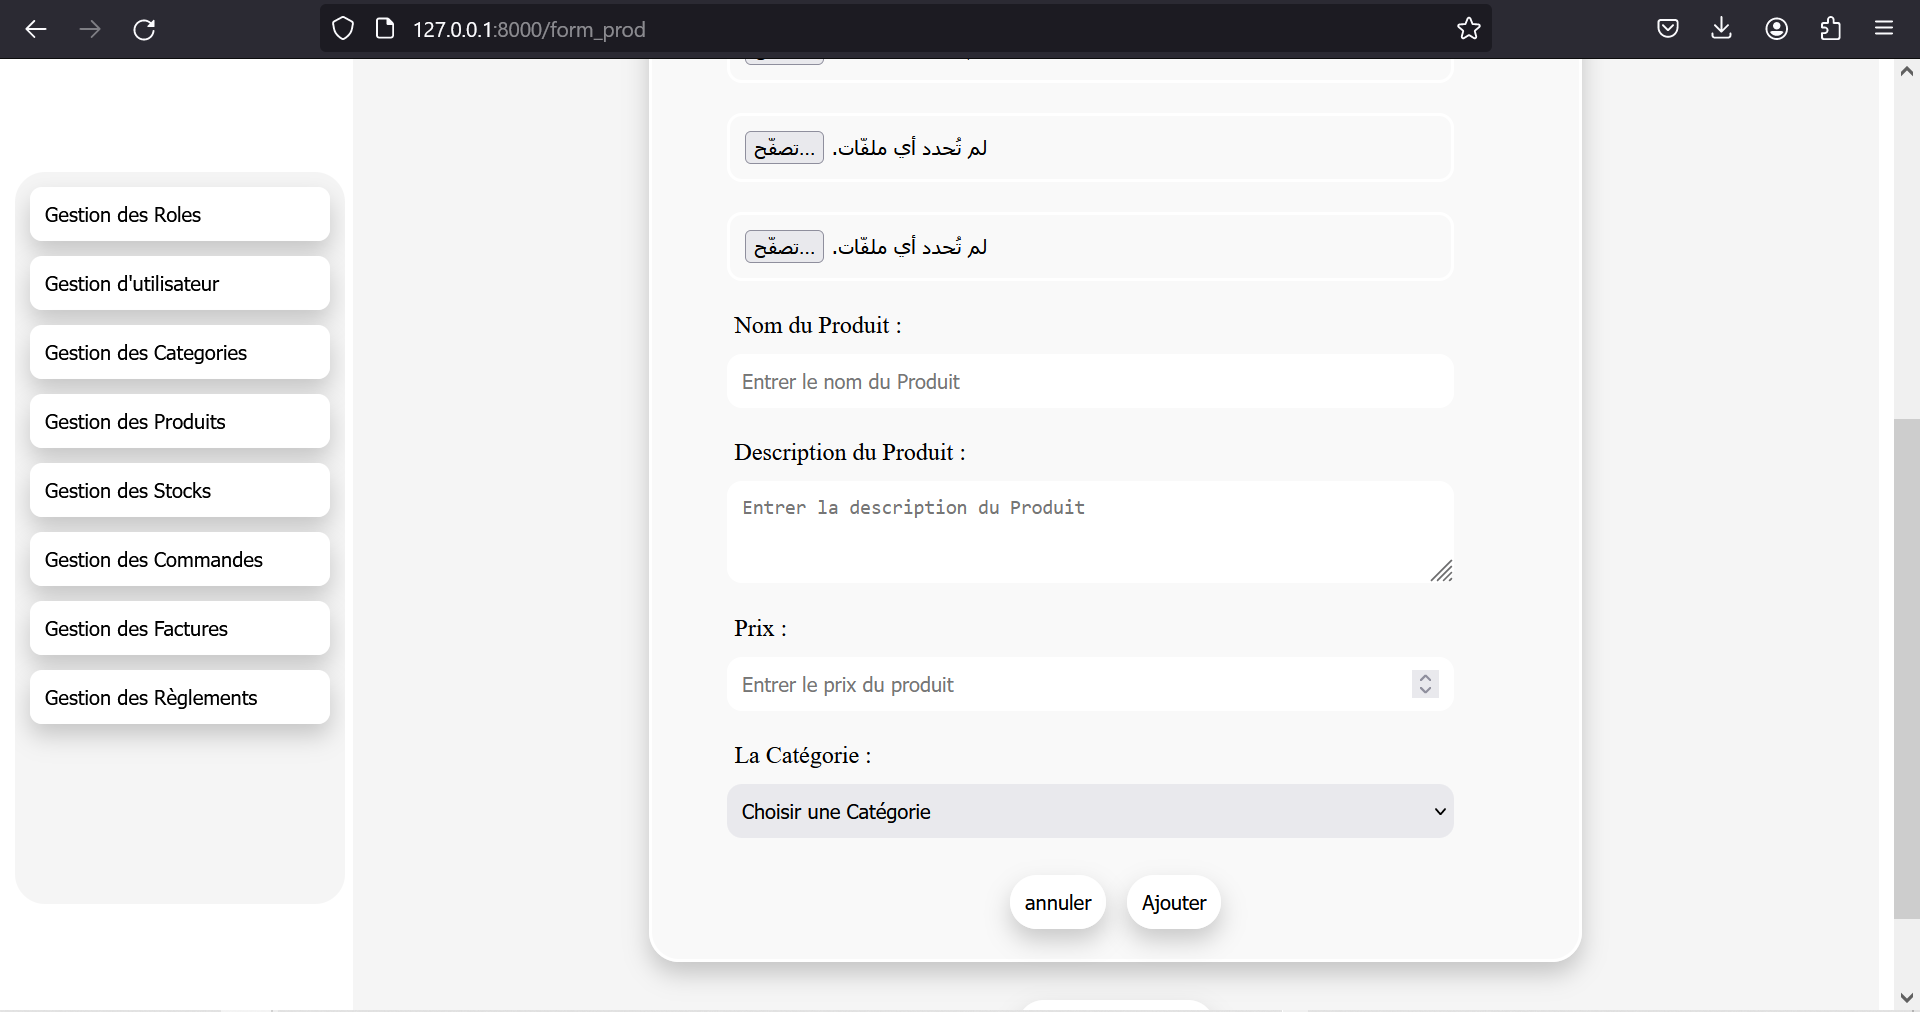 127.0.0.1:8000/form_prod
Gestion des Roles
Gestion d'utilisateur
Gestion des Categories
Gestion des Produits
Gestion des Stocks
Gestion des Commandes
Gestion des Factures
Gestion des Règlements
تصفّح... لم تُحدد أي ملفّات.
تصفّح... لم تُحدد أي ملفّات.
Nom du Produit :
Entrer le nom du Produit
Description du Produit :
Entrer la description du Produit
Prix :
Entrer le prix du produit
La Catégorie :
Choisir une Catégorie
annuler
Ajouter